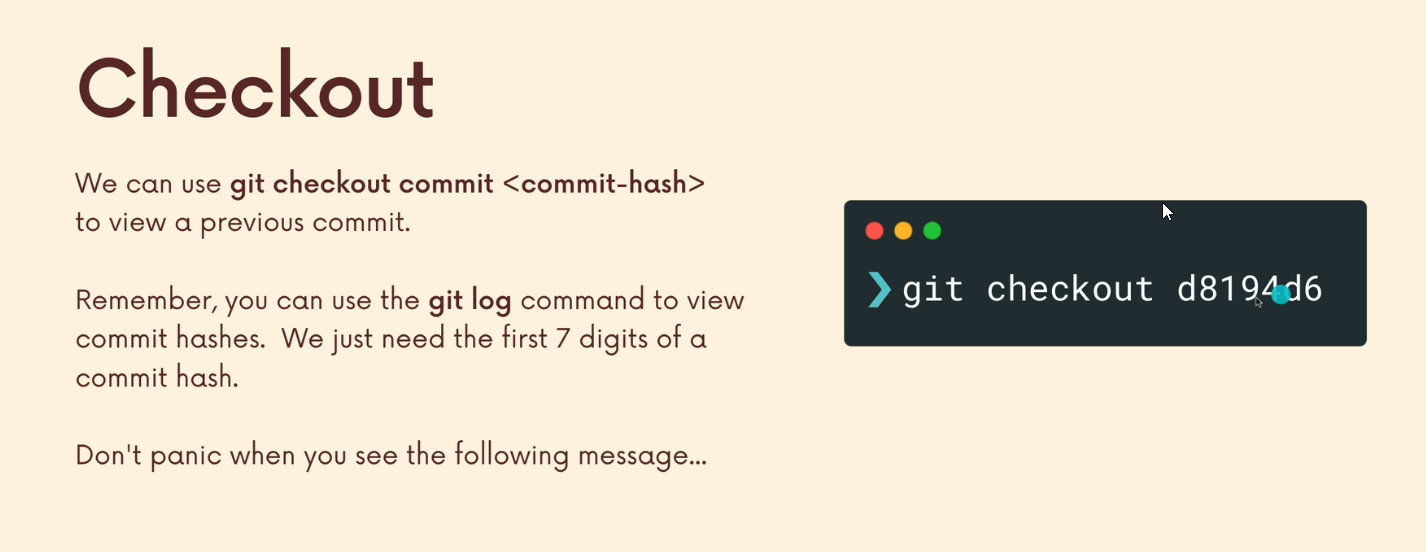 Checkout
We can use git checkout commit <commit-hash>
to view a previous commit.
Remember, you can use the git log command to view
commit hashes.  We just need the first 7 digits of a
commit hash.
Don't panic when you see the following message...
❯ git checkout d8194d6